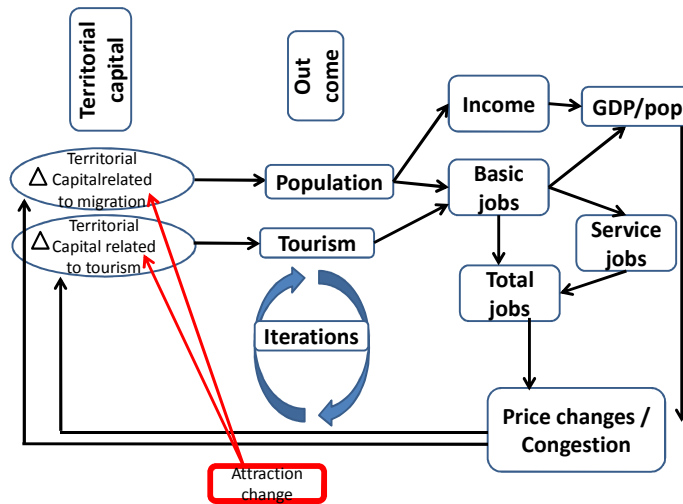 Territorial
capital
Out
come
Income
GDP/pop
△ Territorial
Capitalrelated
to migration
Population
Basic
jobs
△ Territorial
Capital related
to tourism
Tourism
Service
jobs
Total
jobs
Iterations
Price changes /
Congestion
Attraction
change